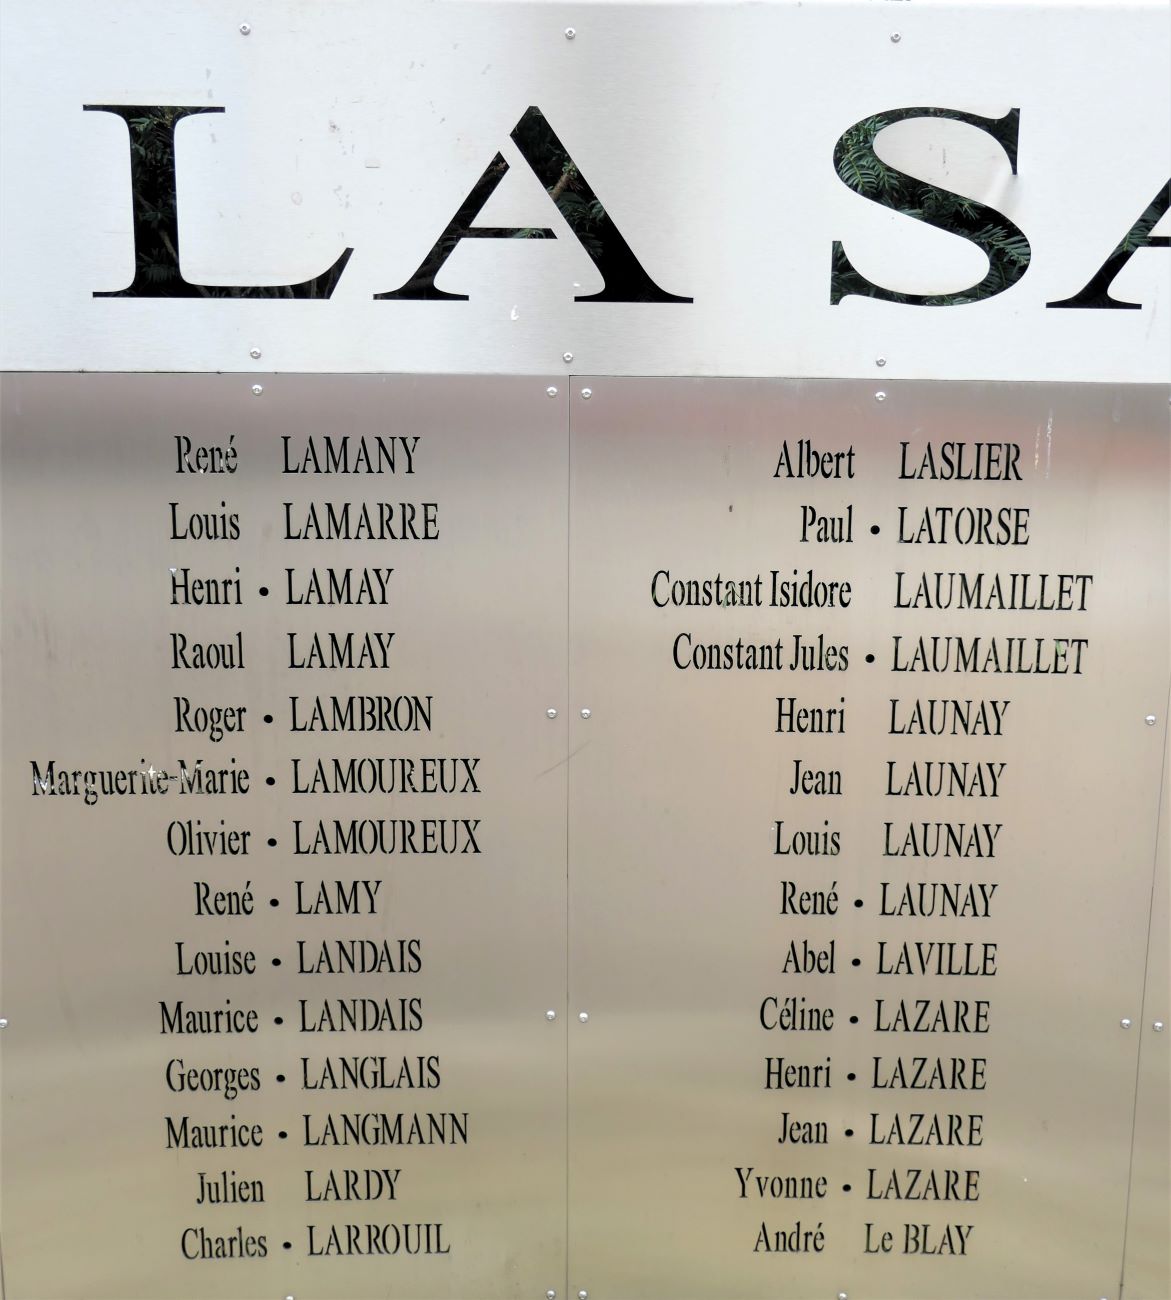 LA SA
René LAMANY
Louis LAMARRE
Henri • LAMAY
Raoul LAMAY
Roger • LAMBRON
Marguerite-Marie • LAMOUREUX
Olivier • LAMOUREUX
René • LAMY
Louise • LANDAIS
Maurice • LANDAIS
Georges • LANGLAIS
Maurice • LANGMANN
Julien LARDY
Charles • LARROUIL
Albert LASLIER
Paul • LATORSE
Constant Isidore LAUMAILLET
Constant Jules • LAUMAILLET
Henri LAUNAY
Jean LAUNAY
Louis LAUNAY
René • LAUNAY
Abel • LAVILLE
Céline • LAZARE
Henri • LAZARE
Jean • LAZARE
Yvonne • LAZARE
André Le BLAY